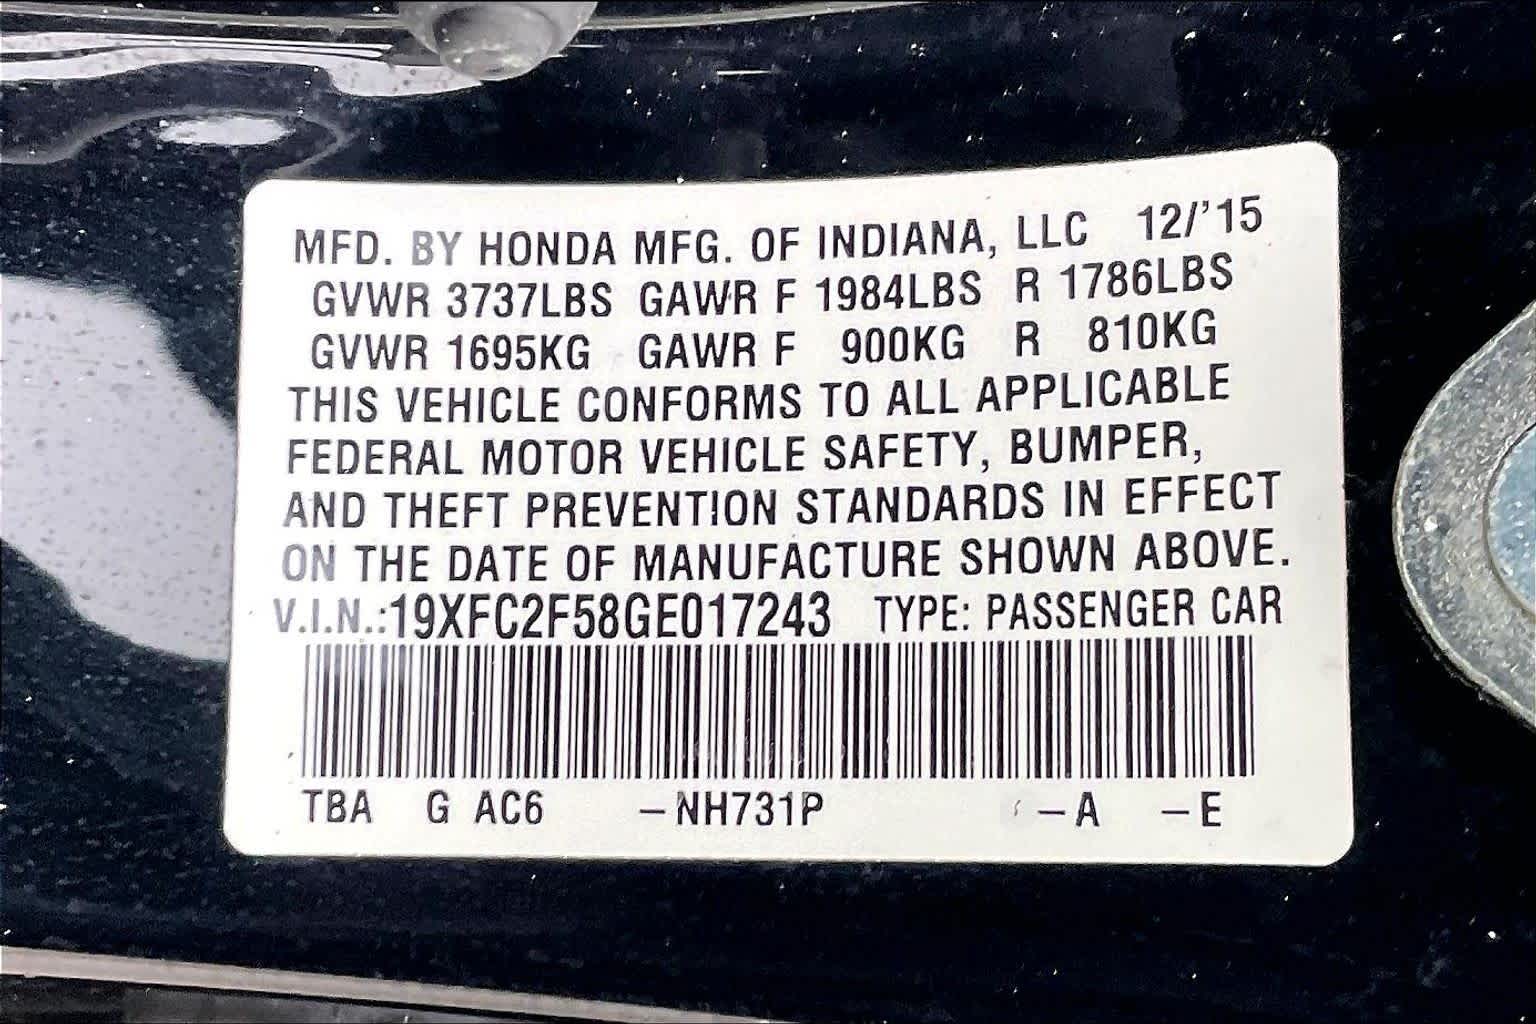 MFD. BY HONDA MFG. OF INDIANA, LLC 12/'15
GVWR 3737LBS GAWR F 1984LBS R 1786LBS
GVWR 1695KG GAWR F 900KG R 810KG
THIS VEHICLE CONFORMS TO ALL APPLICABLE
FEDERAL MOTOR VEHICLE SAFETY, BUMPER,
AND THEFT PREVENTION STANDARDS IN EFFECT
ON THE DATE OF MANUFACTURE SHOWN ABOVE.
V.I.N.:19XFC2F58GE017243 TYPE: PASSENGER CAR
TBA G AC6 –NH731P –A –E